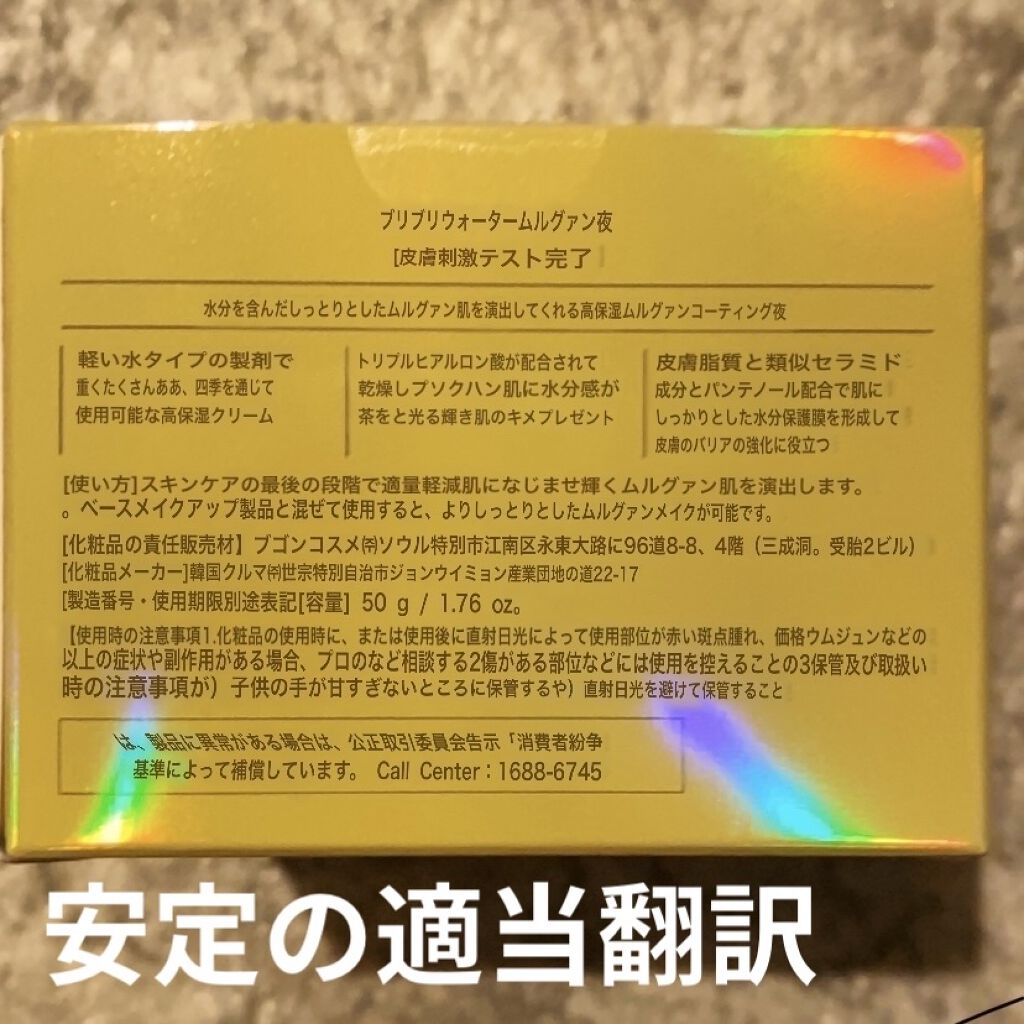 プリプリウォータームルグァン夜
[皮膚刺激テスト完了
水分を含んだしっとりとしたムルグァン肌を演出してくれる高保湿ムルグァンコーティング夜
軽い水タイプの製剤で
重くたくさんああ、四季を通じて
使用可能な高保湿クリーム
トリプルヒアルロン酸が配合されて
乾燥しプソクハン肌に水分感が
茶をと光る輝き肌のキメプレゼント
皮膚脂質と類似セラミド
成分とパンテノール配合で肌に
しっかりとした水分保護膜を形成して
皮膚のバリアの強化に役立つ
[使い方]スキンケアの最後の段階で適量軽減肌になじませ輝くムルグァン肌を演出します。
。ベースメイクアップ製品と混ぜて使用すると、よりしっとりとしたムルグァンメイクが可能です。
[化粧品の責任販売材】ブゴンコスメ㈜ソウル特別市江南区永東大路に96道8-8、4階（三成洞。受胎2ビル）
[化粧品メーカー]韓国クルマ㈜世宗特別自治市ジョンウイミョン産業団地の道22-17
[製造番号・使用期限別途表記[容量] 50 g / 1.76 oz。
【使用時の注意事項1.化粧品の使用時に、または使用後に直射日光によって使用部位が赤い斑点腫れ、価格ウムジュンなどの
以上の症状や副作用がある場合、プロのなど相談する2傷がある部位などには使用を控えることの3保管及び取扱い
時の注意事項が）子供の手が甘すぎないところに保管するや）直射日光を避けて保管すること
は、製品に異常がある場合は、公正取引委員会告示「消費者紛争
基準によって補償しています。 Call Center：1688-6745
安定の適当翻訳